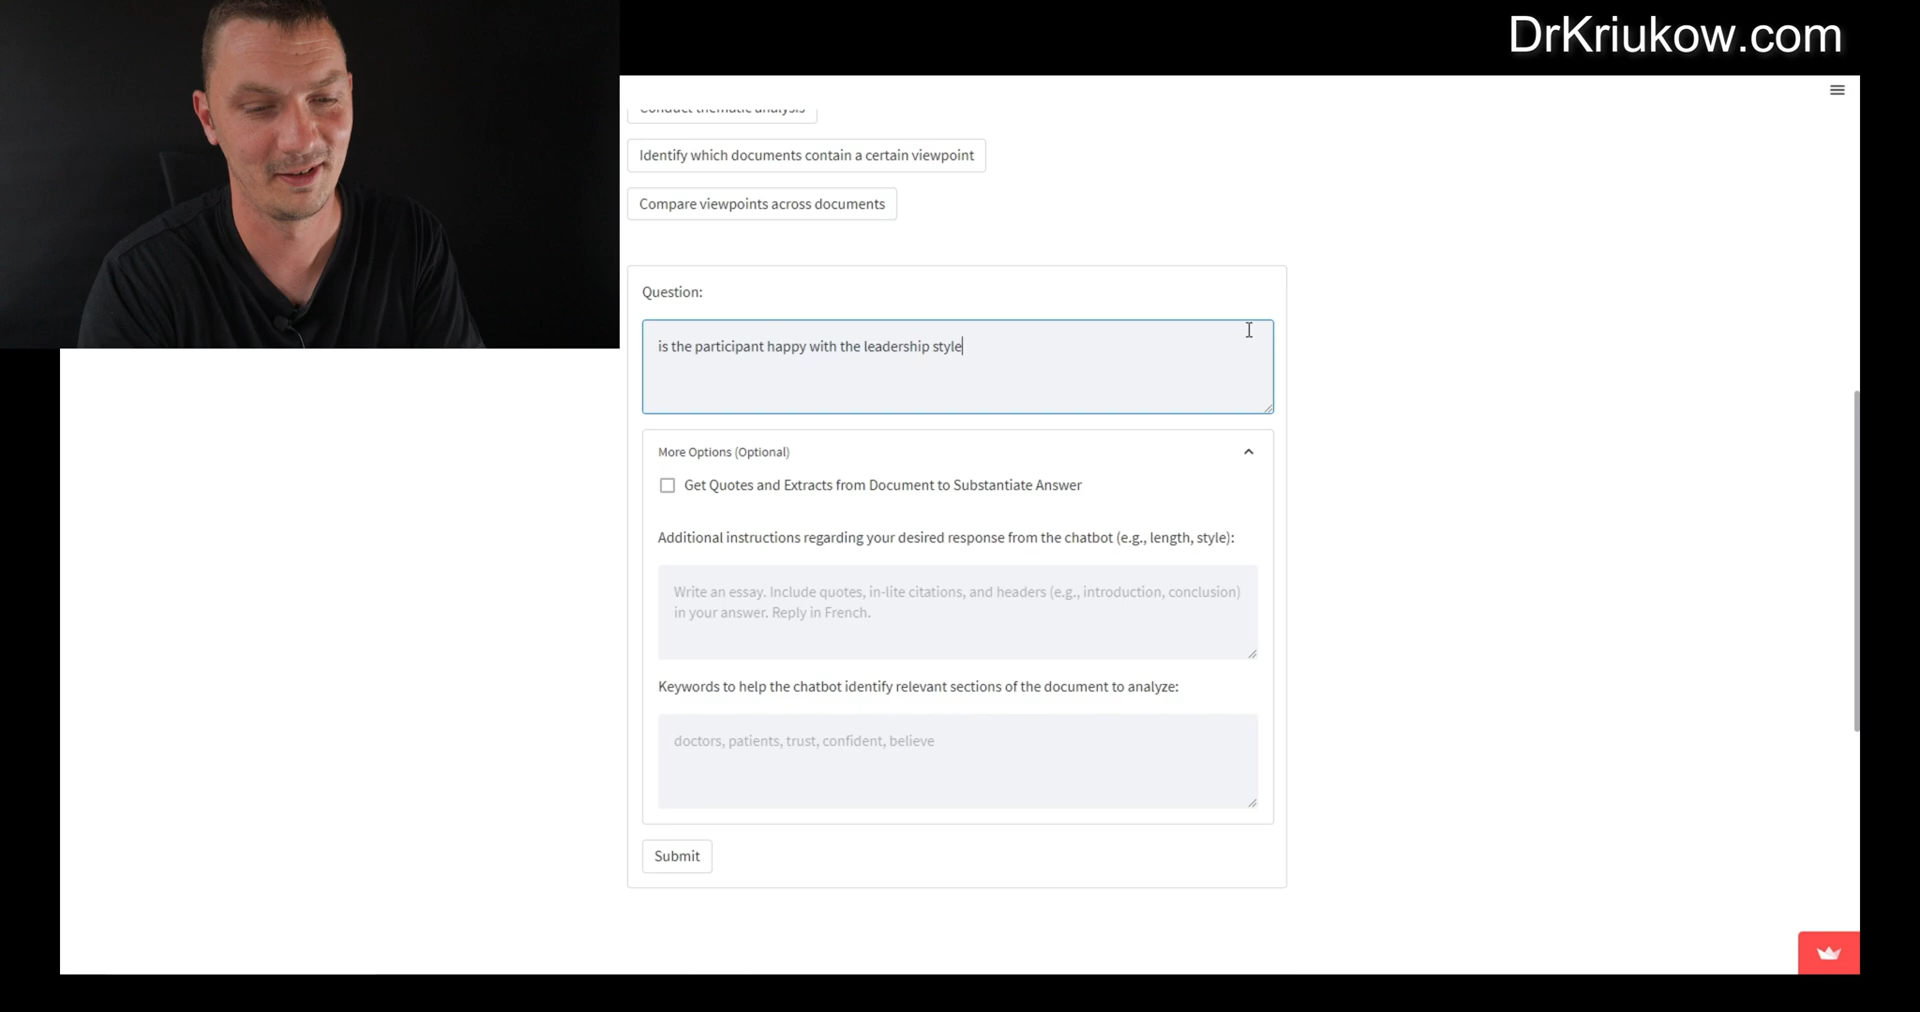 DrKriukow.com
Conduct thematic analysis
Identify which documents contain a certain viewpoint
Compare viewpoints across documents
Question:
is the participant happy with the leadership style
More Options (Optional)
Get Quotes and Extracts from Document to Substantiate Answer
Additional instructions regarding your desired response from the chatbot (e.g., length, style):
Write an essay. Include quotes, in-lite citations, and headers (e.g., introduction, conclusion)
in your answer. Reply in French.
Keywords to help the chatbot identify relevant sections of the document to analyze:
doctors, patients, trust, confident, believe
Submit